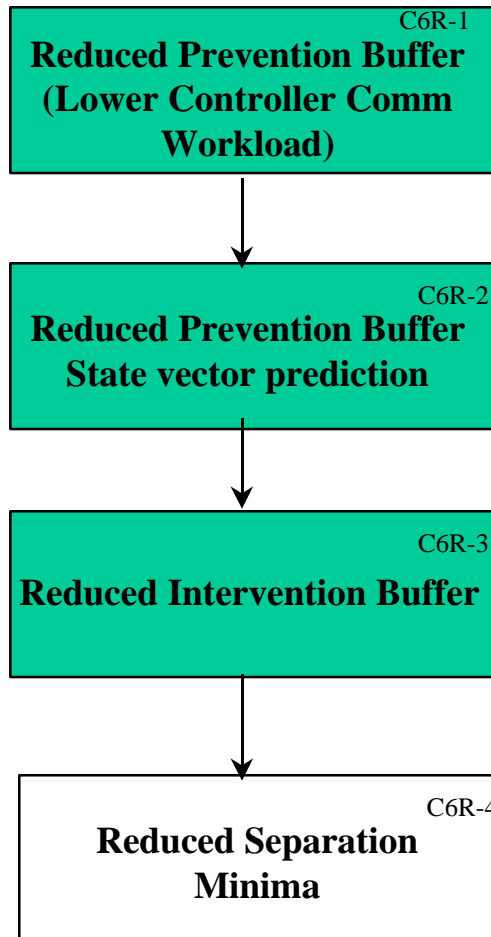 C6R-1
Reduced Prevention Buffer
(Lower Controller Comm
Workload)
C6R-2
Reduced Prevention Buffer
State vector prediction
C6R-3
Reduced Intervention Buffer
C6R-4
Reduced Separation
Minima